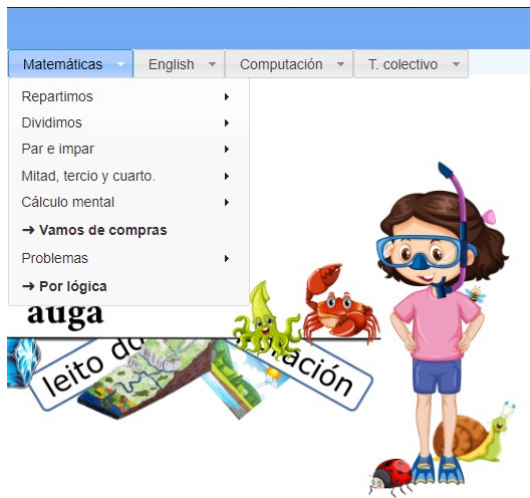 Matemáticas English Computación T. colectivo
Repartimos
Dividimos
Par e impar
Mitad, tercio y cuarto.
Cálculo mental
➔ Vamos de compras
Problemas
➔ Por lógica
auga
leito do
ación